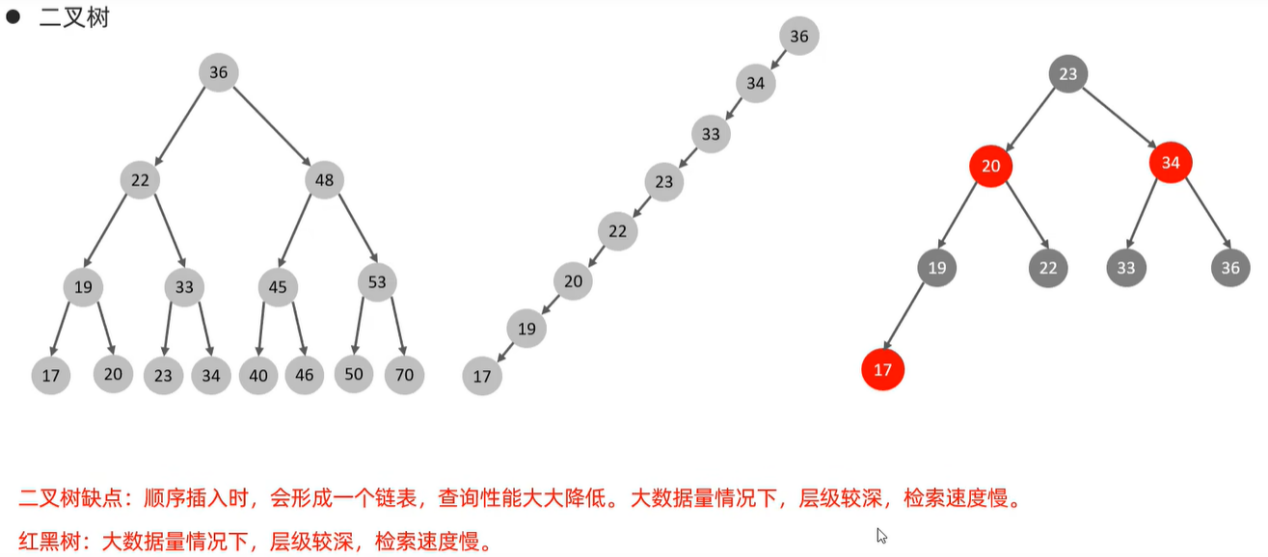 ● 二叉树
36
22 48
19 33 45 53
17 20 23 34 40 46 50 70
36
34
33
23
22
20
19
17
23
20 34
19 22 33 36
17
二叉树缺点：顺序插入时，会形成一个链表，查询性能大大降低。大数据量情况下，层级较深，检索速度慢。
红黑树：大数据量情况下，层级较深，检索速度慢。